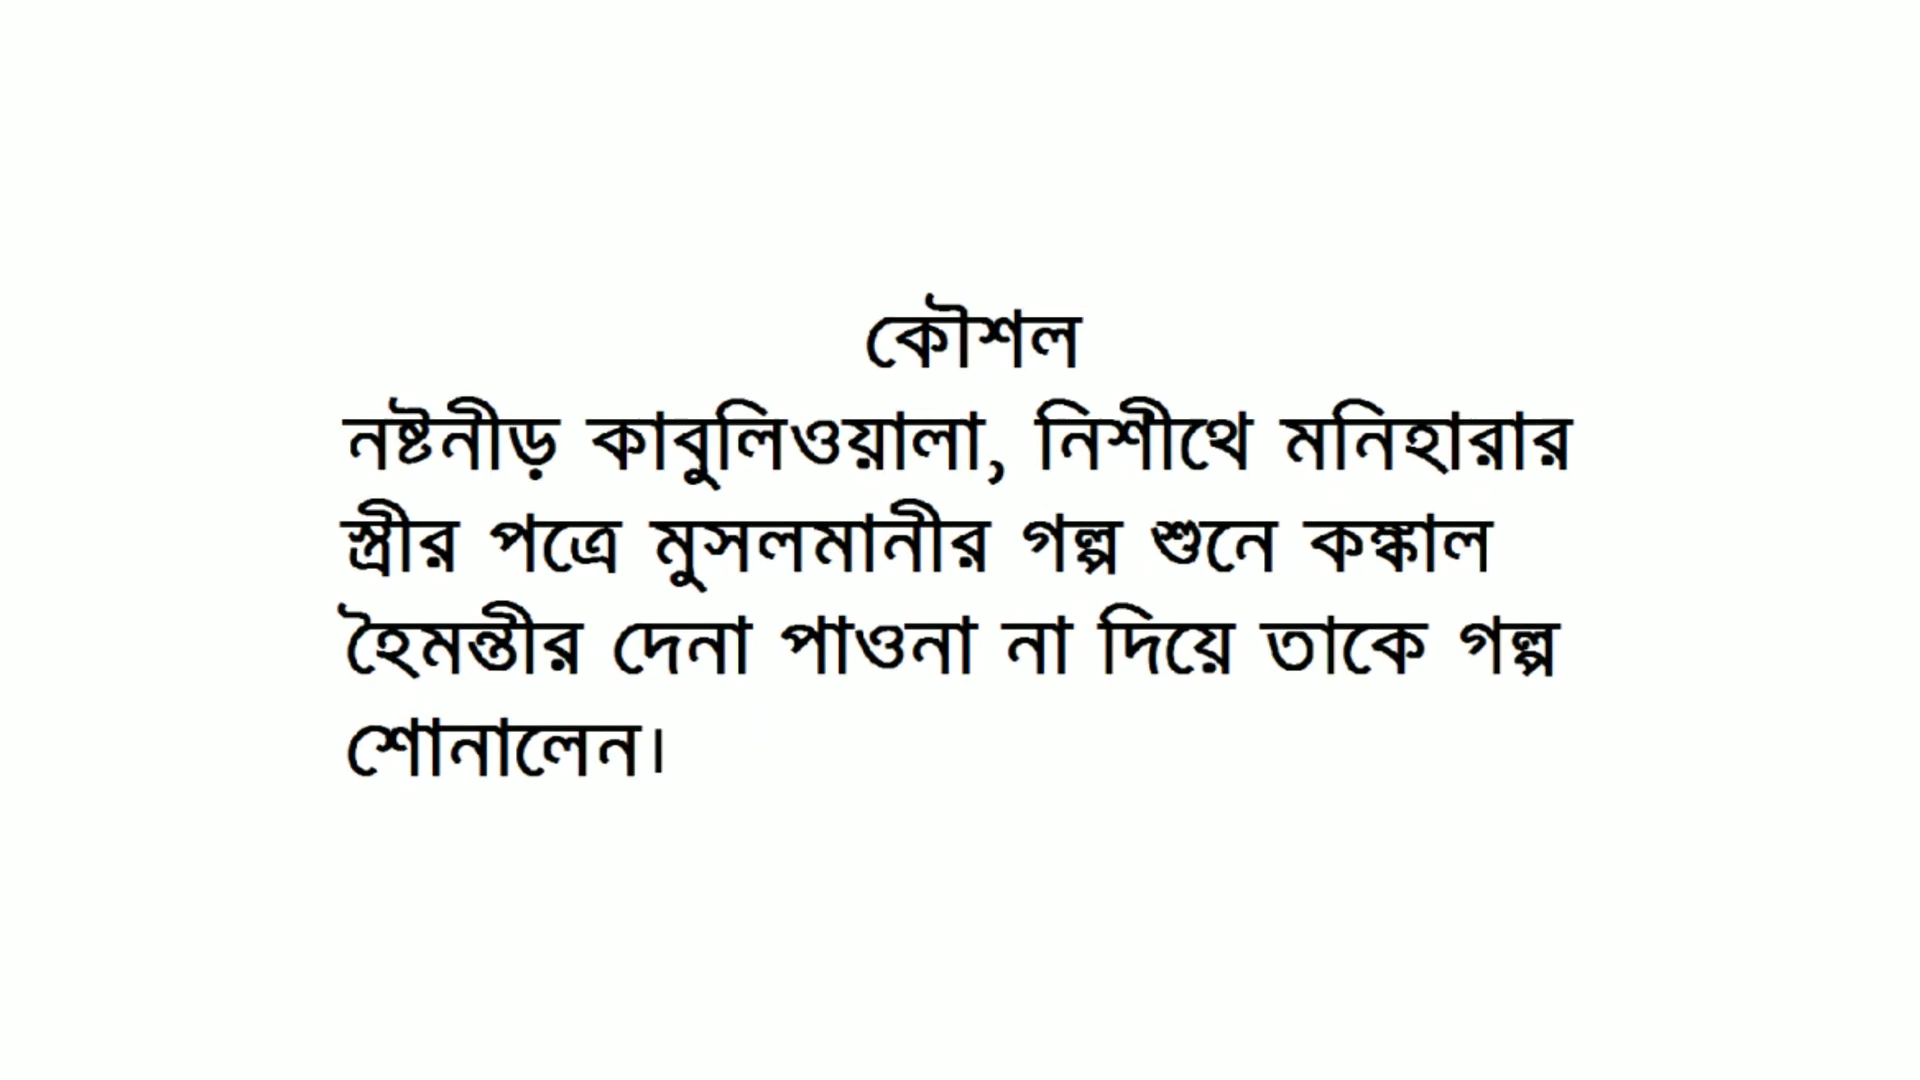 কৌশল
নষ্টনীড় কাবুলিওয়ালা, নিশীথে মনিহারার
স্ত্রীর পত্রে মুসলমানীর গল্প শুনে কঙ্কাল
হৈমন্তীর দেনা পাওনা না দিয়ে তাকে গল্প
শোনালেন।